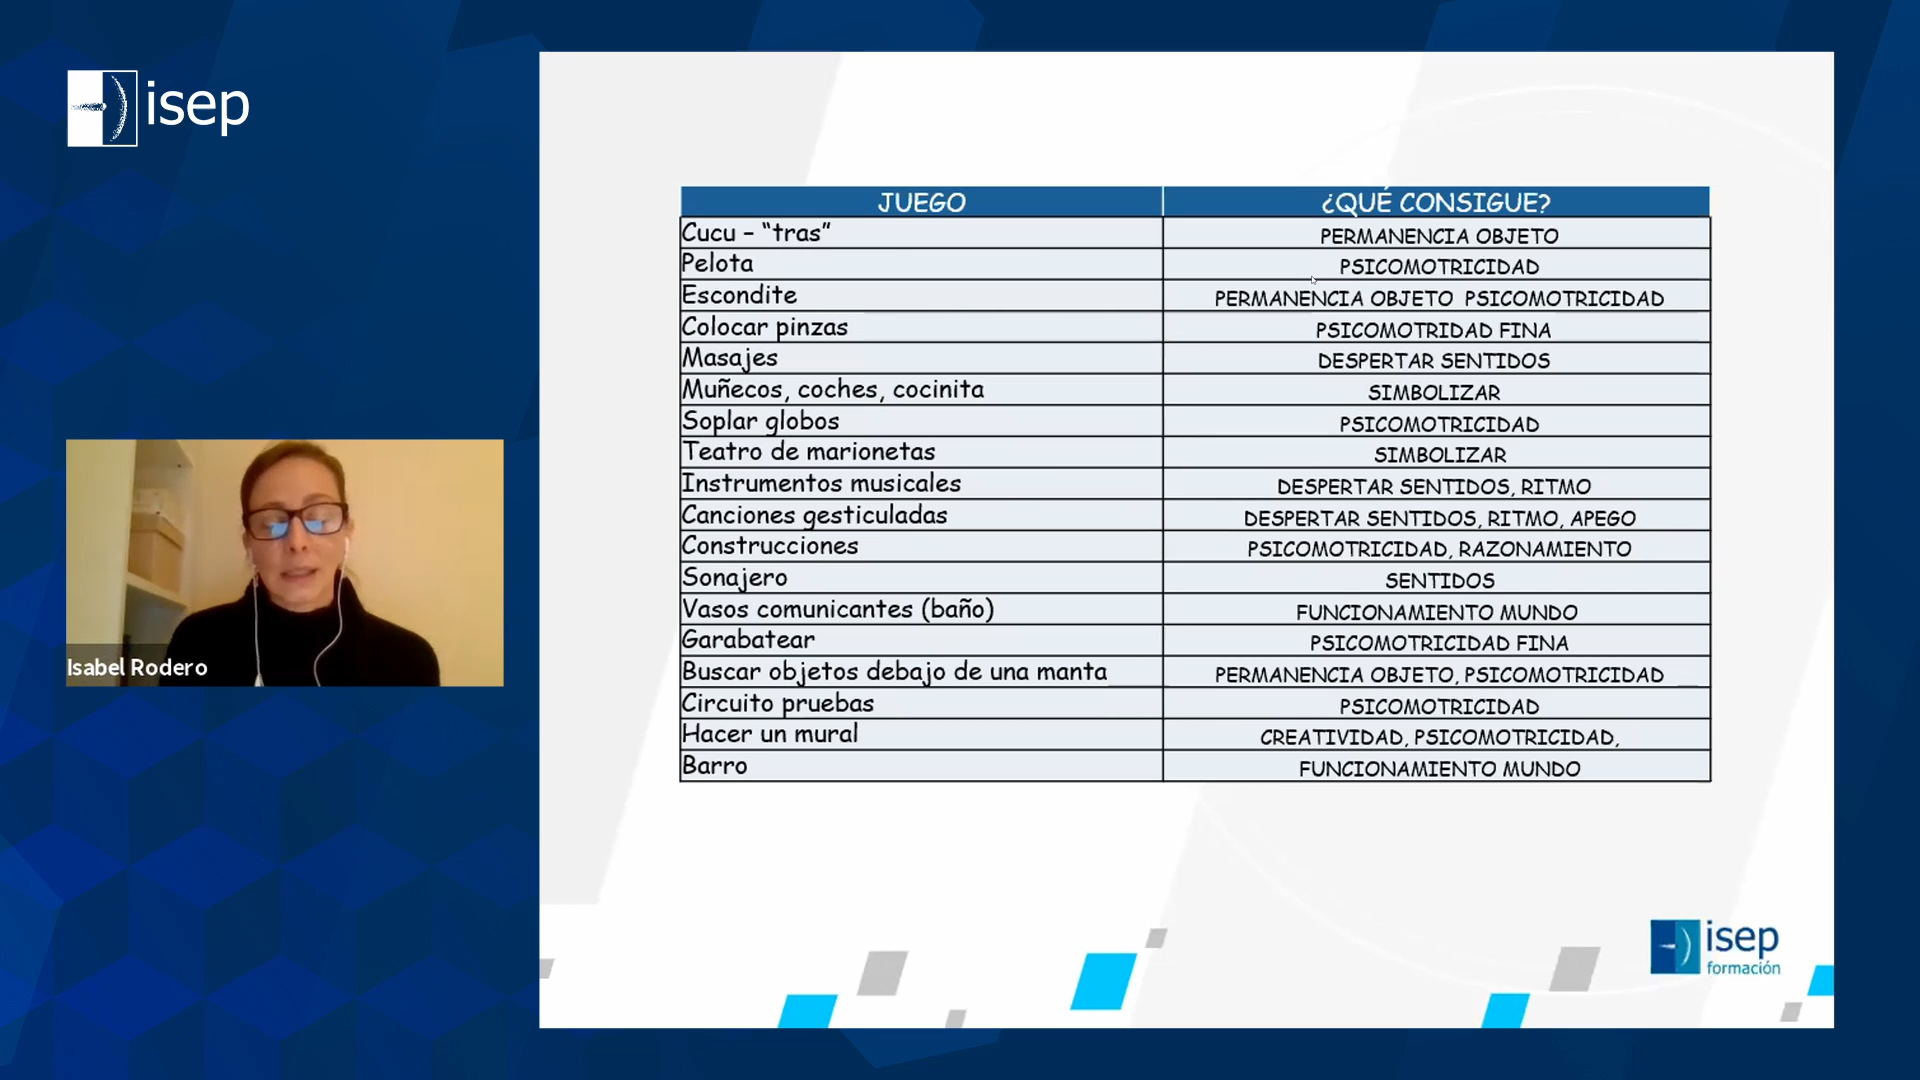 isep
JUEGO ¿QUÉ CONSIGUE?
Cucu – “tras” PERMANENCIA OBJETO
Pelota PSICOMOTRICIDAD
Escondite PERMANENCIA OBJETO PSICOMOTRICIDAD
Colocar pinzas PSICOMOTRIDAD FINA
Masajes DESPERTAR SENTIDOS
Muñecos, coches, cocinita SIMBOLIZAR
Soplar globos PSICOMOTRICIDAD
Teatro de marionetas SIMBOLIZAR
Instrumentos musicales DESPERTAR SENTIDOS, RITMO
Canciones gesticuladas DESPERTAR SENTIDOS, RITMO, APEGO
Construcciones PSICOMOTRICIDAD, RAZONAMIENTO
Sonajero SENTIDOS
Vasos comunicantes (baño) FUNCIONAMIENTO MUNDO
Garabatear PSICOMOTRICIDAD FINA
Buscar objetos debajo de una manta PERMANENCIA OBJETO, PSICOMOTRICIDAD
Circuito pruebas PSICOMOTRICIDAD
Hacer un mural CREATIVIDAD, PSICOMOTRICIDAD,
Barro FUNCIONAMIENTO MUNDO
Isabel Rodero
isep
formación